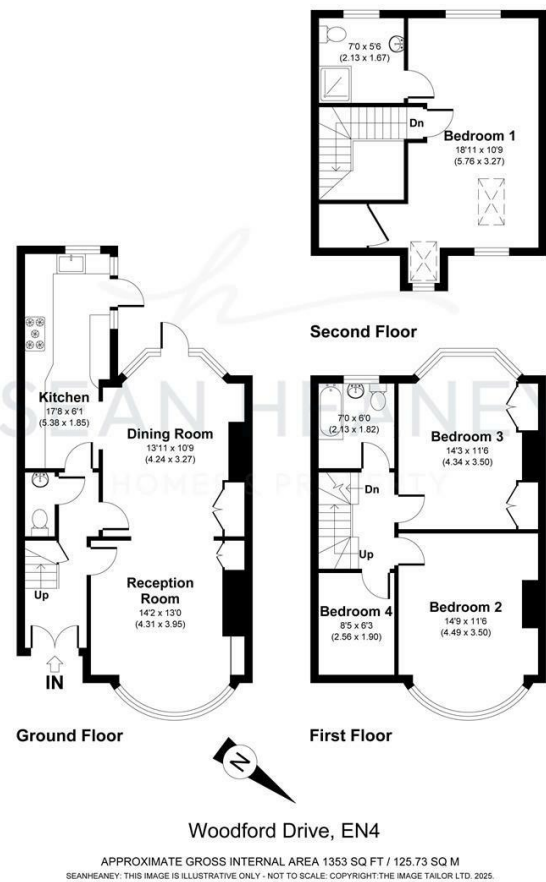 7'0 x 5'6
(2.13 x 1.67)
Dn
Bedroom 1
18'11 x 10'9
(5.76 x 3.27)
Second Floor
SEAN HEANEY
HOMES & PROPERTY
Kitchen
17'8 x 6'1
(5.38 x 1.85)
Dining Room
13'11 x 10'9
(4.24 x 3.27)
Up
Reception
Room
14'2 x 13'0
(4.31 x 3.95)
IN
Ground Floor
7'0 x 6'0
(2.13 x 1.82)
Bedroom 3
14'3 x 11'6
(4.34 x 3.50)
Dn
Up
Bedroom 4
8'5 x 6'3
(2.56 x 1.90)
Bedroom 2
14'9 x 11'6
(4.49 x 3.50)
First Floor
N
Woodford Drive, EN4
APPROXIMATE GROSS INTERNAL AREA 1353 SQ FT / 125.73 SQ M
SEANHEANEY: THIS IMAGE IS ILLUSTRATIVE ONLY - NOT TO SCALE: COPYRIGHT:THE IMAGE TAILOR LTD. 2025.